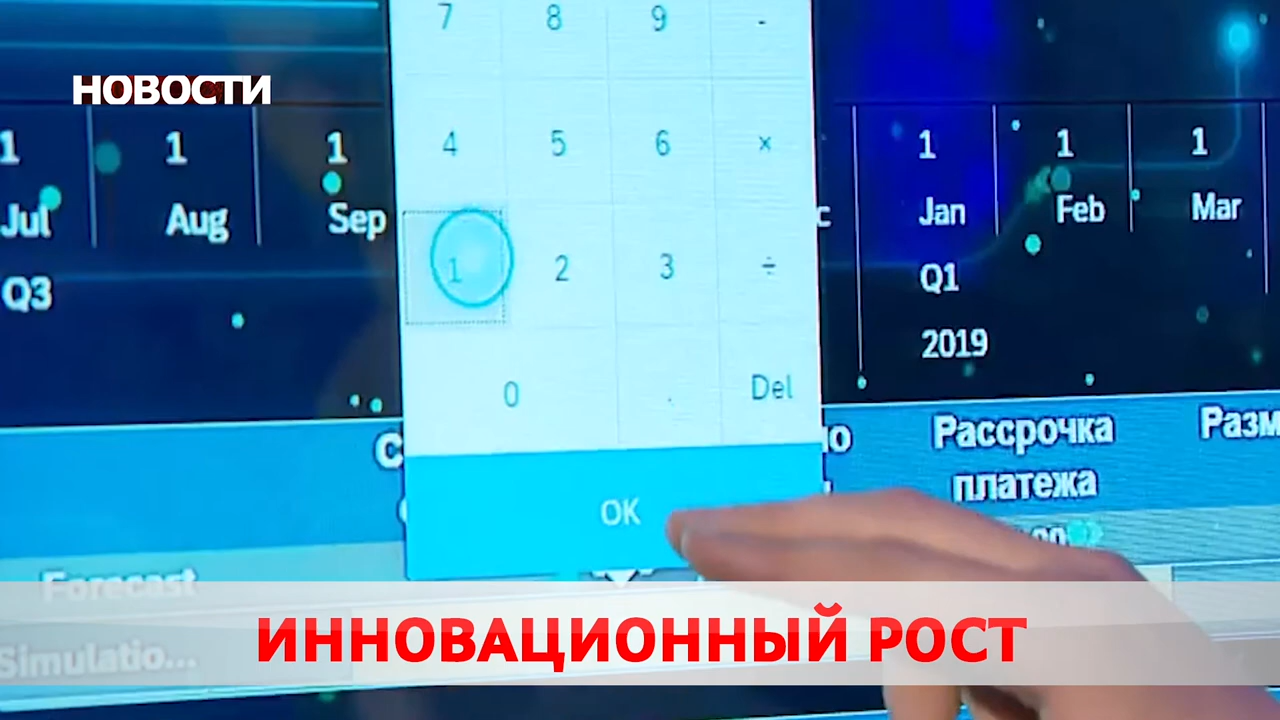 НОВОСТИ
7 8 9 -
4 5 6 ×
1 2 3 ÷
0 . Del
OK
1 1 1 1 1 1
Jul Aug Sep Jan Feb Mar
Q3 Q1
2019
Рассрочка
платежа
Forecast
Simulatio...
ИННОВАЦИОННЫЙ РОСТ